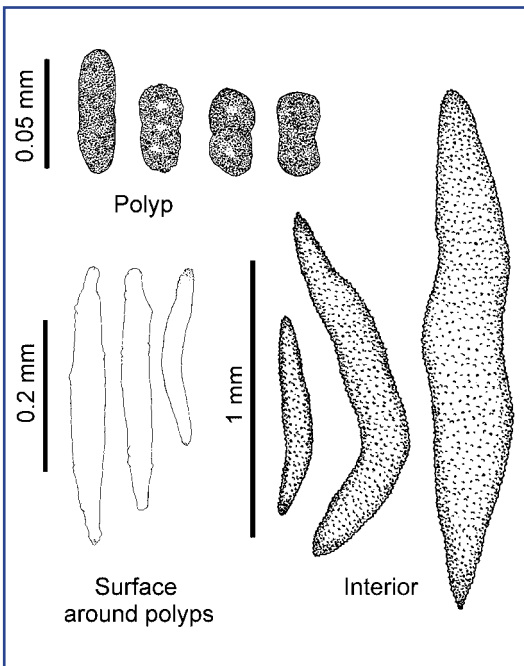 0.05 mm
Polyp
0.2 mm
1 mm
Surface
around polyps
Interior